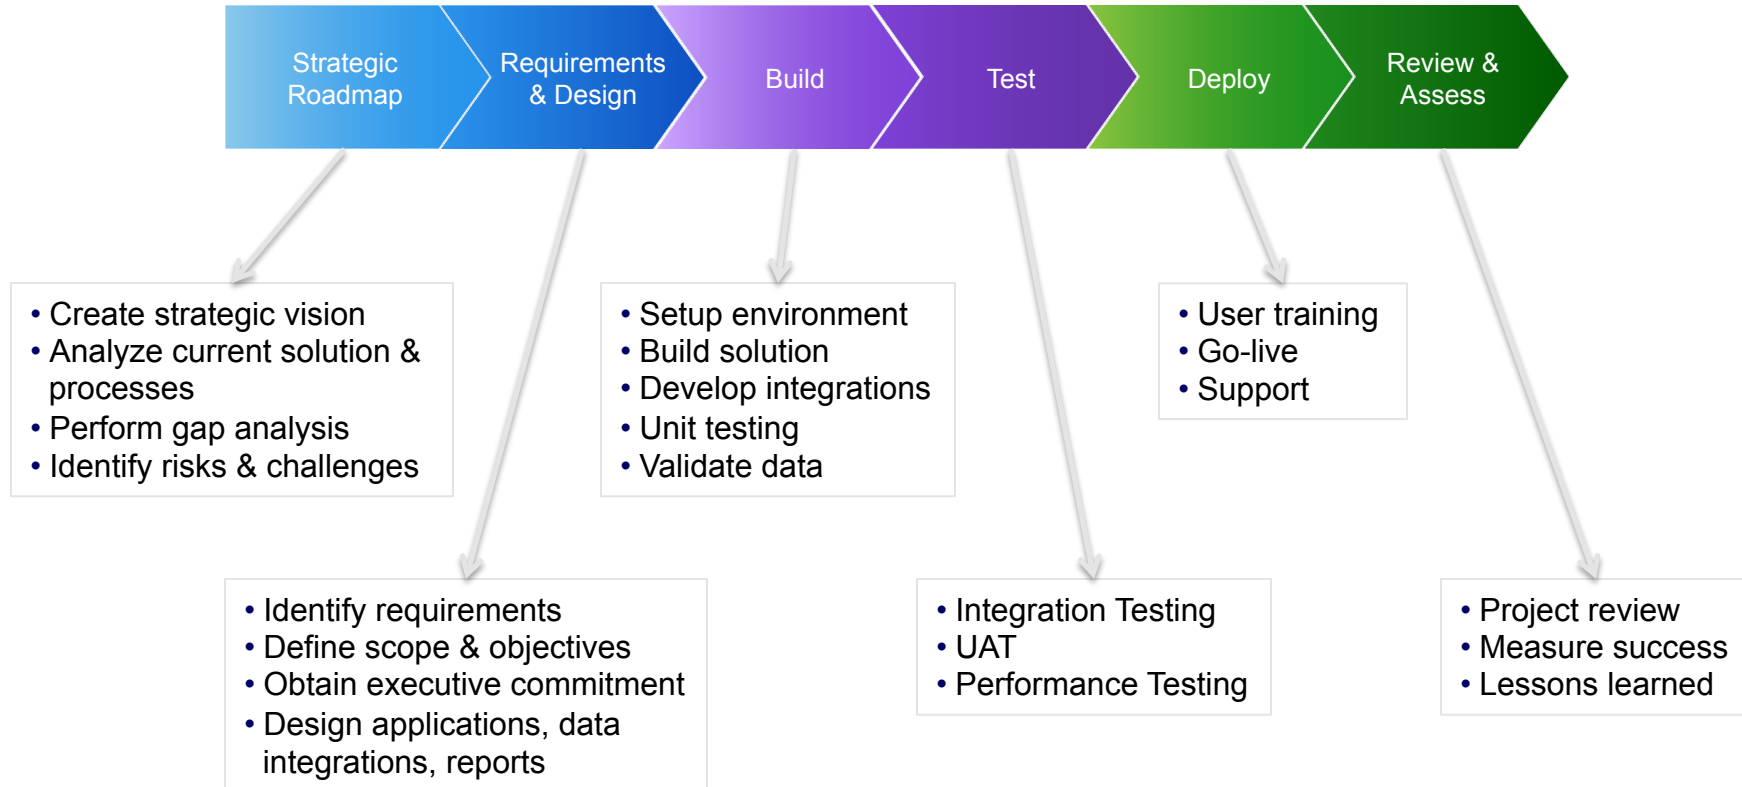 Strategic
Roadmap
Requirements
& Design
Build
Test
Deploy
Review &
Assess
• Create strategic vision
• Analyze current solution &
processes
• Perform gap analysis
• Identify risks & challenges
• Setup environment
• Build solution
• Develop integrations
• Unit testing
• Validate data
• User training
• Go-live
• Support
• Identify requirements
• Define scope & objectives
• Obtain executive commitment
• Design applications, data
integrations, reports
• Integration Testing
• UAT
• Performance Testing
• Project review
• Measure success
• Lessons learned